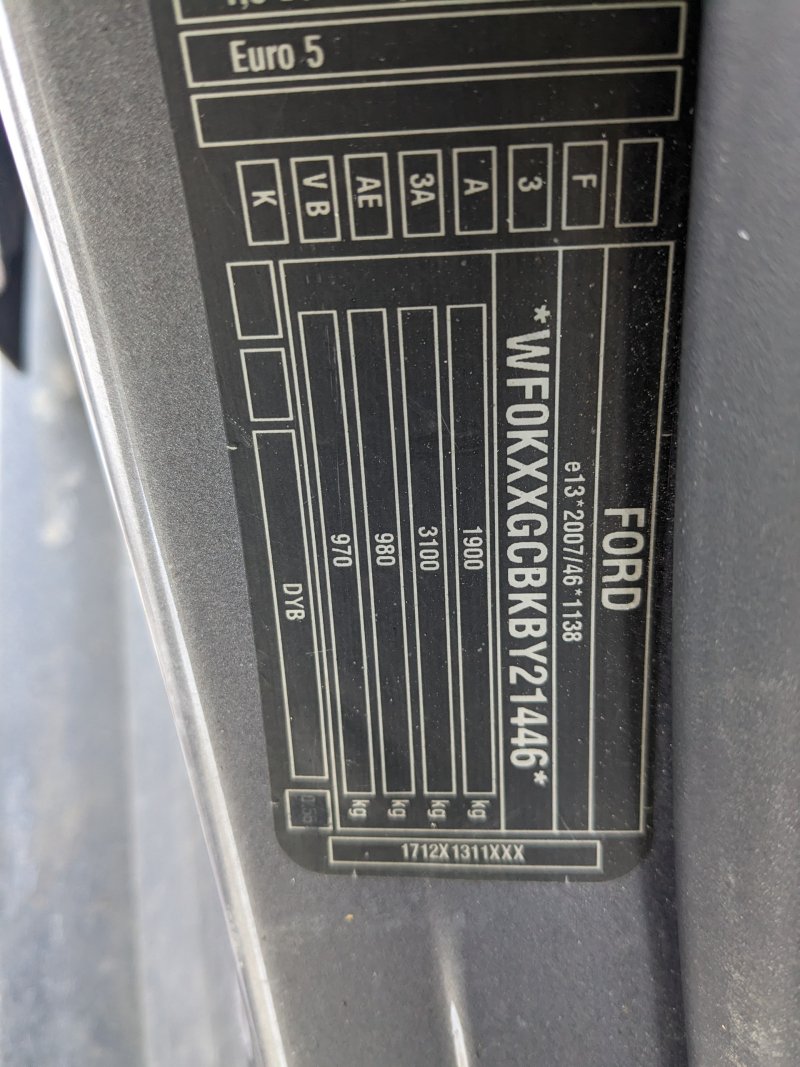 Euro 5
FORD
e13*2007/46*1138
*WF0KXXGCBKBY21446*
1900 kg
3100 kg
980 kg
970 kg
DYB
F
3
A
3A
AE
V B
K
1712X1311XXX